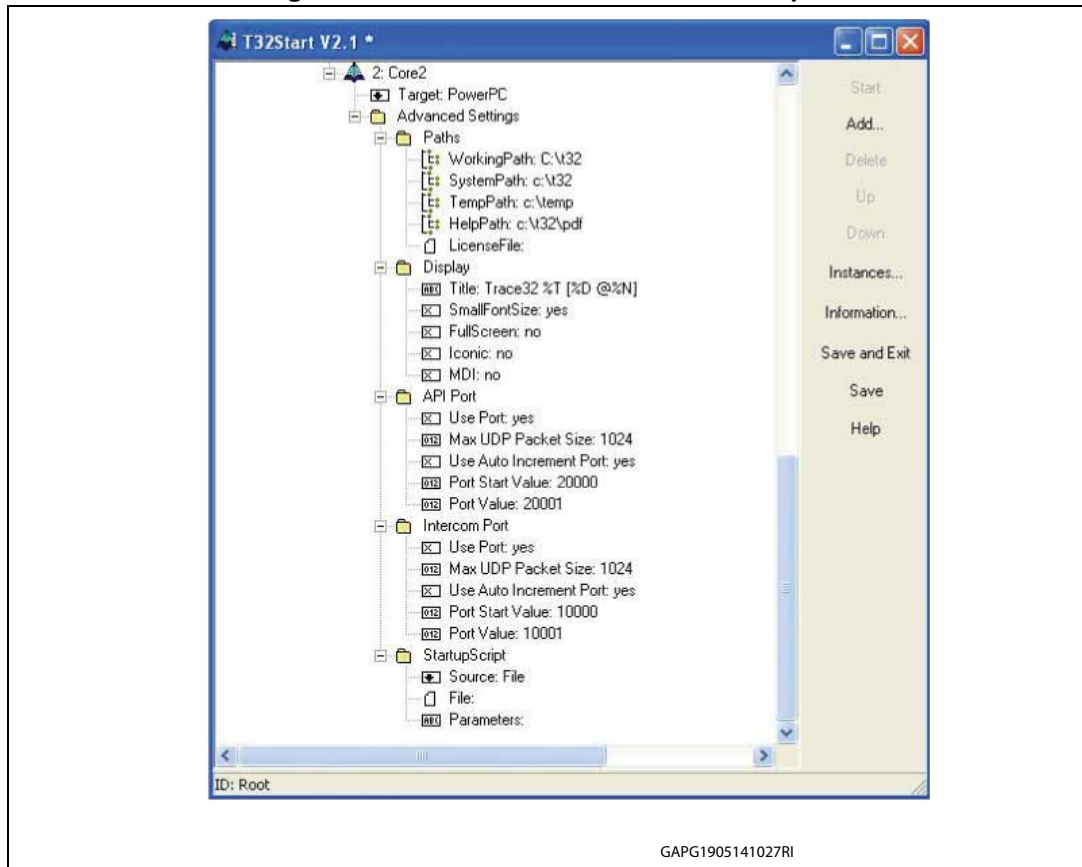 T32Start V2.1 *
2: Core2
Target: PowerPC
Advanced Settings
Paths
WorkingPath: C:\t32
SystemPath: c:\t32
TempPath: c:\temp
HelpPath: c:\t32\pdf
LicenseFile:
Display
Title: Trace32 %T [%D @%N]
SmallFontSize: yes
FullScreen: no
Iconic: no
MDI: no
API Port
Use Port: yes
Max UDP Packet Size: 1024
Use Auto Increment Port: yes
Port Start Value: 20000
Port Value: 20001
Intercom Port
Use Port: yes
Max UDP Packet Size: 1024
Use Auto Increment Port: yes
Port Start Value: 10000
Port Value: 10001
StartupScript
Source: File
File:
Parameters:
Start
Add...
Delete
Up
Down
Instances...
Information...
Save and Exit
Save
Help
ID: Root
GAPG1905141027RI